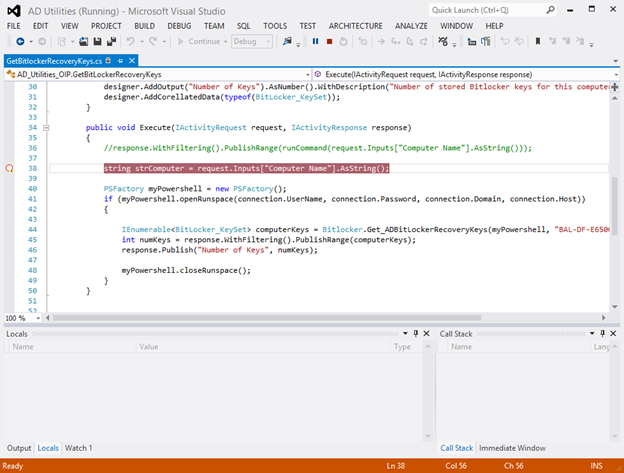 AD Utilities (Running) - Microsoft Visual Studio
Quick Launch (Ctrl+Q)
FILE EDIT VIEW PROJECT BUILD DEBUG TEAM SQL TOOLS TEST ARCHITECTURE ANALYZE WINDOW HELP
Continue Debug
GetBitlockerRecoveryKeys.cs
AD_Utilities_OIP.GetBitlockerRecoveryKeys Execute(IActivityRequest request, IActivityResponse response)
30 designer.AddOutput("Number of Keys").AsNumber().WithDescription("Number of stored Bitlocker keys for this compute
31 designer.AddCorellatedData(typeof(BitLocker_KeySet));
32 }
33
34 public void Execute(IActivityRequest request, IActivityResponse response)
35 {
36 //response.WithFiltering().PublishRange(runCommand(request.Inputs["Computer Name"].AsString()));
37
38 string strComputer = request.Inputs["Computer Name"].AsString();
39
40 PSFactory myPowershell = new PSFactory();
41 if (myPowershell.openRunspace(connection.UserName, connection.Password, connection.Domain, connection.Host))
42 {
43
44 IEnumerable<BitLocker_KeySet> computerKeys = Bitlocker.Get_ADBitLockerRecoveryKeys(myPowershell, "BAL-DF-E650
45 int numKeys = response.WithFiltering().PublishRange(computerKeys);
46 response.Publish("Number of Keys", numKeys);
47
48 myPowershell.closeRunspace();
49 }
50 }
51
52
100 %
Locals Call Stack
Name Value Type Name Lang
Output Locals Watch 1 Call Stack Immediate Window
Ready Ln 38 Col 56 Ch 56 INS